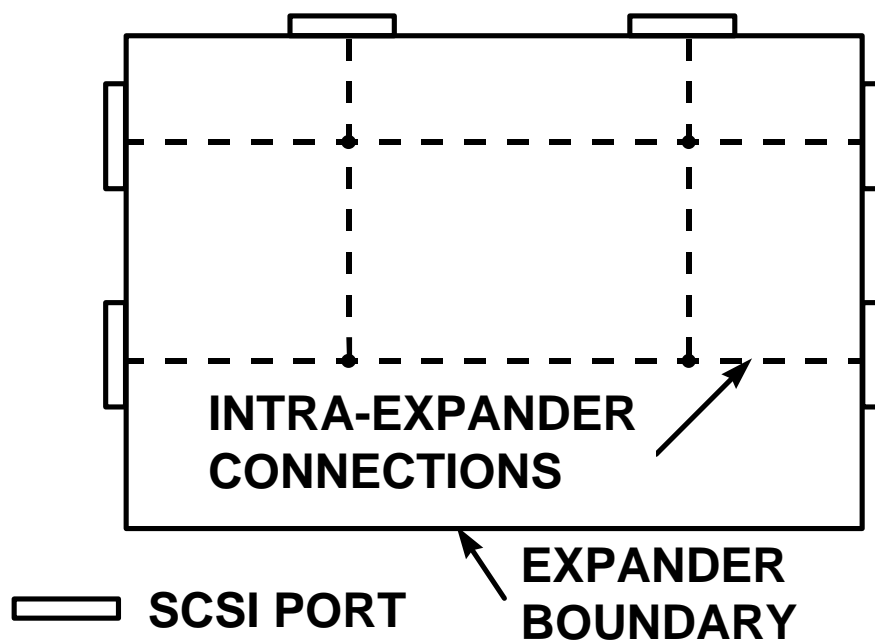 INTRA-EXPANDER
CONNECTIONS
EXPANDER
BOUNDARY
SCSI PORT